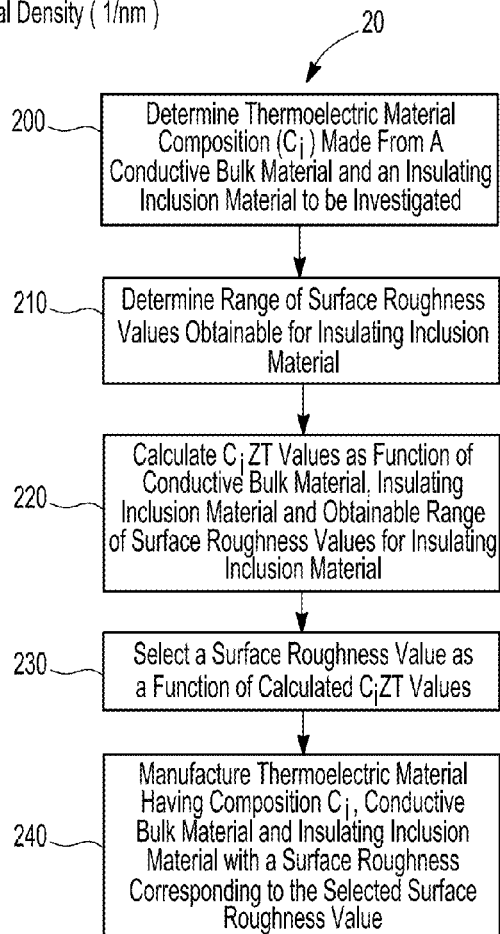 al Density ( 1/nm )
20
200
Determine Thermoelectric Material
Composition (Ci) Made From A
Conductive Bulk Material and an Insulating
Inclusion Material to be Investigated
210
Determine Range of Surface Roughness
Values Obtainable for Insulating Inclusion
Material
220
Calculate CiZT Values as Function of
Conductive Bulk Material, Insulating
Inclusion Material and Obtainable Range
of Surface Roughness Values for Insulating
Inclusion Material
230
Select a Surface Roughness Value as
a Function of Calculated CiZT Values
240
Manufacture Thermoelectric Material
Having Composition Ci, Conductive
Bulk Material and Insulating Inclusion
Material with a Surface Roughness
Corresponding to the Selected Surface
Roughness Value